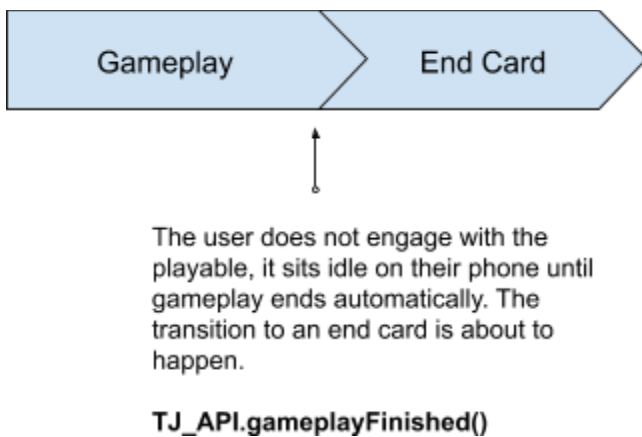 Gameplay
End Card
The user does not engage with the
playable, it sits idle on their phone until
gameplay ends automatically. The
transition to an end card is about to
happen.
TJ_API.gameplayFinished()